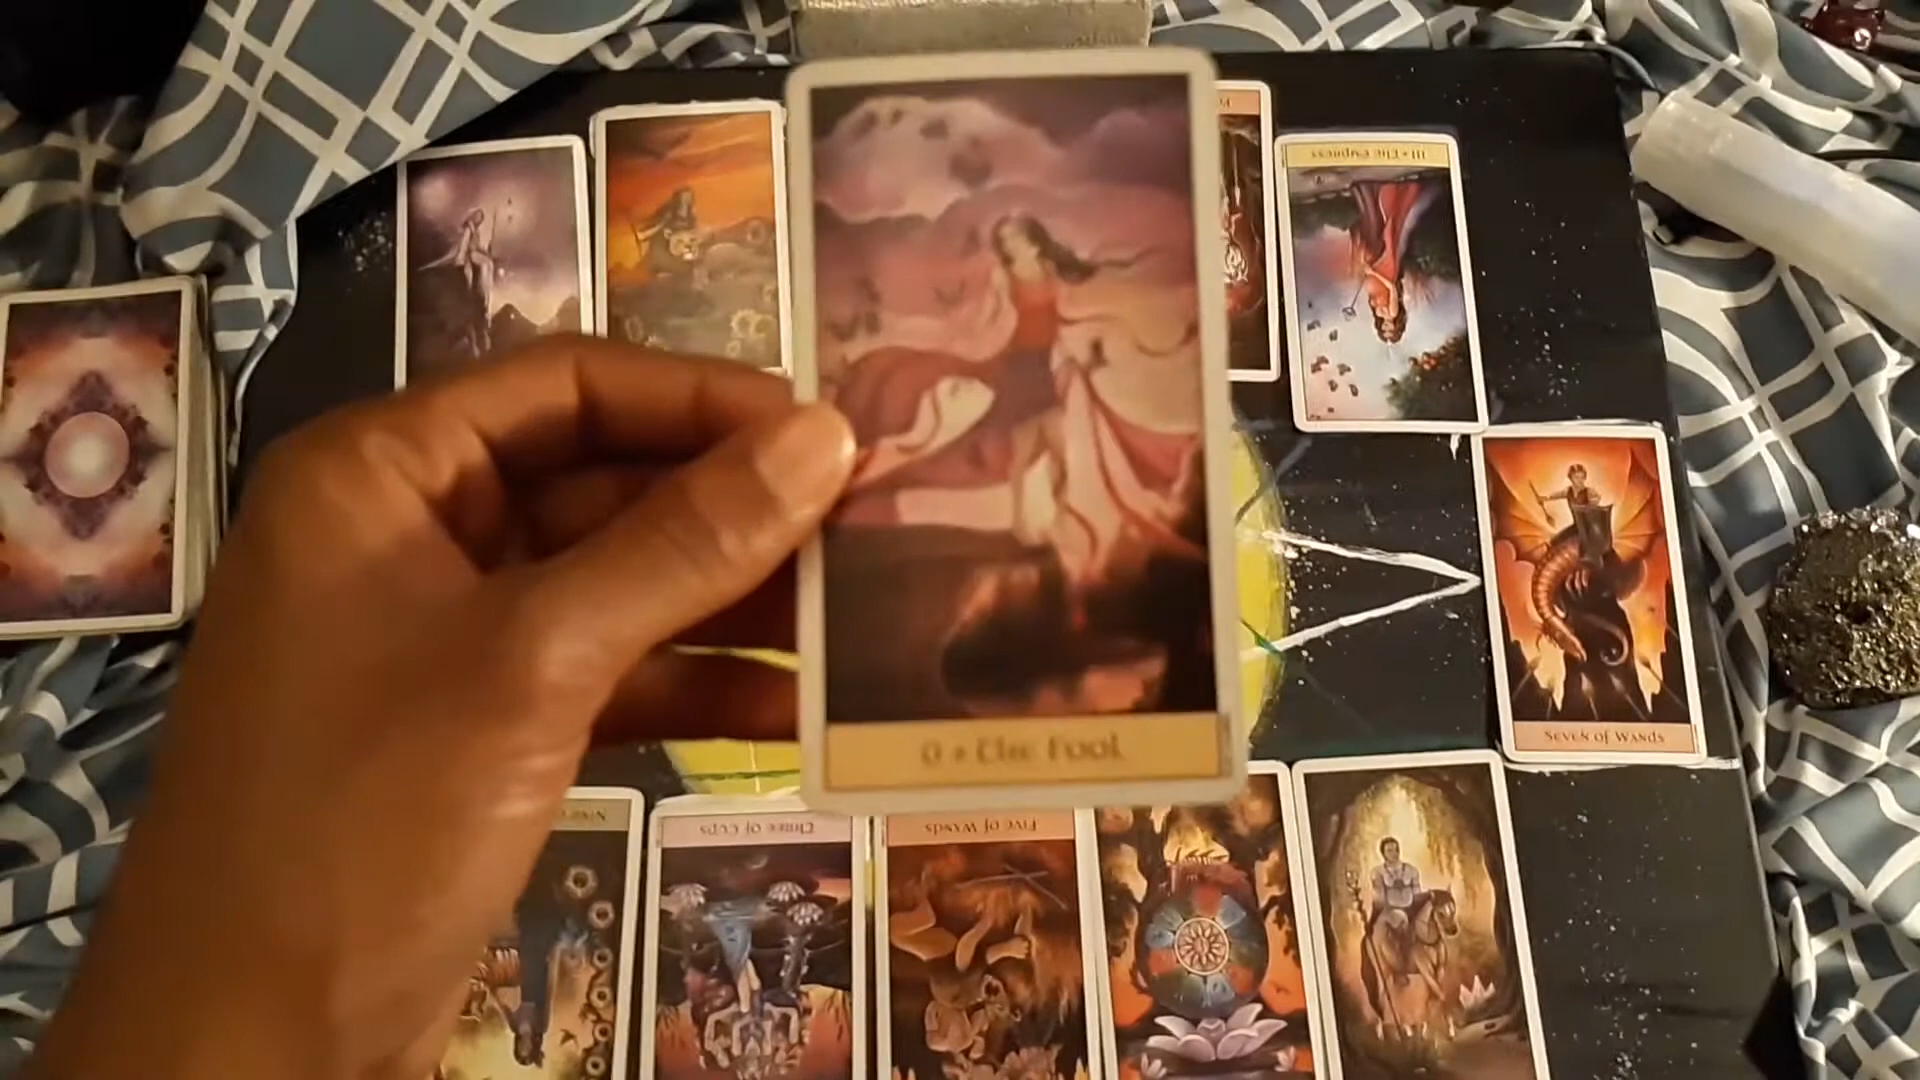 III • The Empress
0 • The Fool
Seven of Wands
Three of Cups
Five of Wands